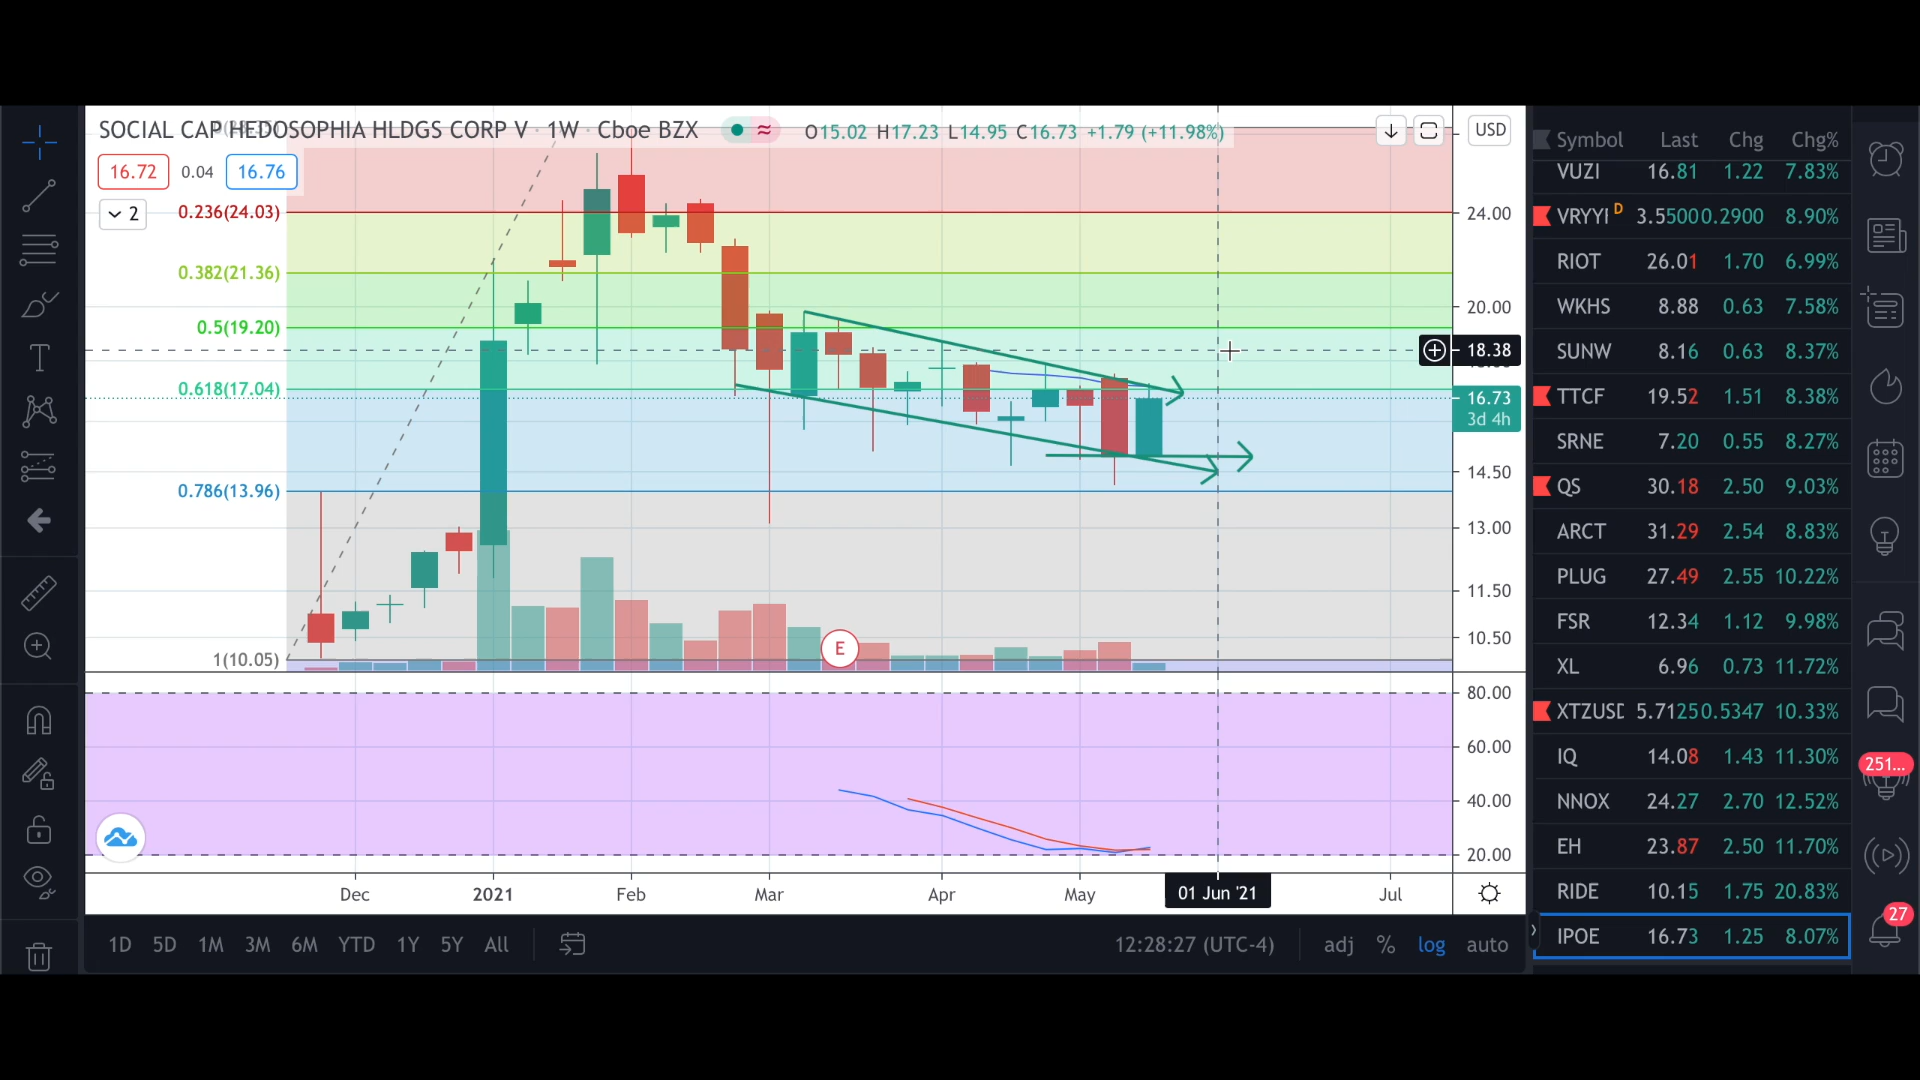 SOCIAL CAP HEDOSOPHIA HLDGS CORP V · 1W · Cboe BZX ≈ O15.02 H17.23 L14.95 C16.73 +1.79 (+11.98%)
USD
16.72 0.04 16.76
2
0.236(24.03)
0.382(21.36)
0.5(19.20)
0.618(17.04)
0.786(13.96)
1(10.05)
E
24.00
20.00
18.38
16.73
3d 4h
14.50
13.00
11.50
10.50
80.00
60.00
40.00
20.00
Dec 2021 Feb Mar Apr May 01 Jun '21 Jul
1D 5D 1M 3M 6M YTD 1Y 5Y All 12:28:27 (UTC-4) adj % log auto
Symbol Last Chg Chg%
VUZI 16.81 1.22 7.83%
VRYYI D 3.5500 0.2900 8.90%
RIOT 26.01 1.70 6.99%
WKHS 8.88 0.63 7.58%
SUNW 8.16 0.63 8.37%
TTCF 19.52 1.51 8.38%
SRNE 7.20 0.55 8.27%
QS 30.18 2.50 9.03%
ARCT 31.29 2.54 8.83%
PLUG 27.49 2.55 10.22%
FSR 12.34 1.12 9.98%
XL 6.96 0.73 11.72%
XTZUSD 5.7125 0.5347 10.33%
IQ 14.08 1.43 11.30%
NNOX 24.27 2.70 12.52%
EH 23.87 2.50 11.70%
RIDE 10.15 1.75 20.83%
IPOE 16.73 1.25 8.07%
251...
27